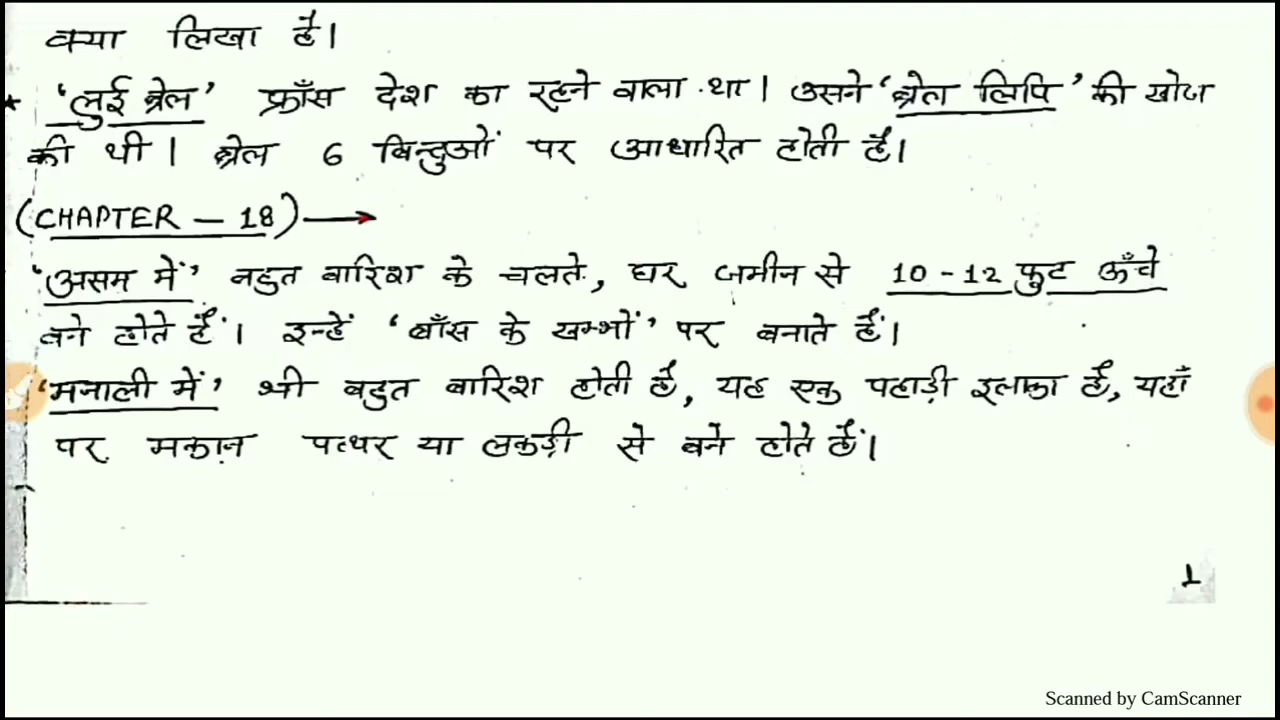 क्या लिखा है।
* 'लुई ब्रेल' फ्राँस देश का रहने वाला था। उसने 'ब्रेल लिपि' की खोज
की थी। ब्रेल 6 बिन्दुओं पर आधारित होती है।
(CHAPTER – 18) →
'असम में' बहुत बारिश के चलते, घर जमीन से 10-12 फुट ऊँचे
बने होते हैं। इन्हें 'बाँस के खम्भों' पर बनाते हैं।
'मनाली में' भी बहुत बारिश होती है, यह एक पहाड़ी इलाका है, यहाँ
पर मकान पत्थर या लकड़ी से बने होते हैं।
1
Scanned by CamScanner